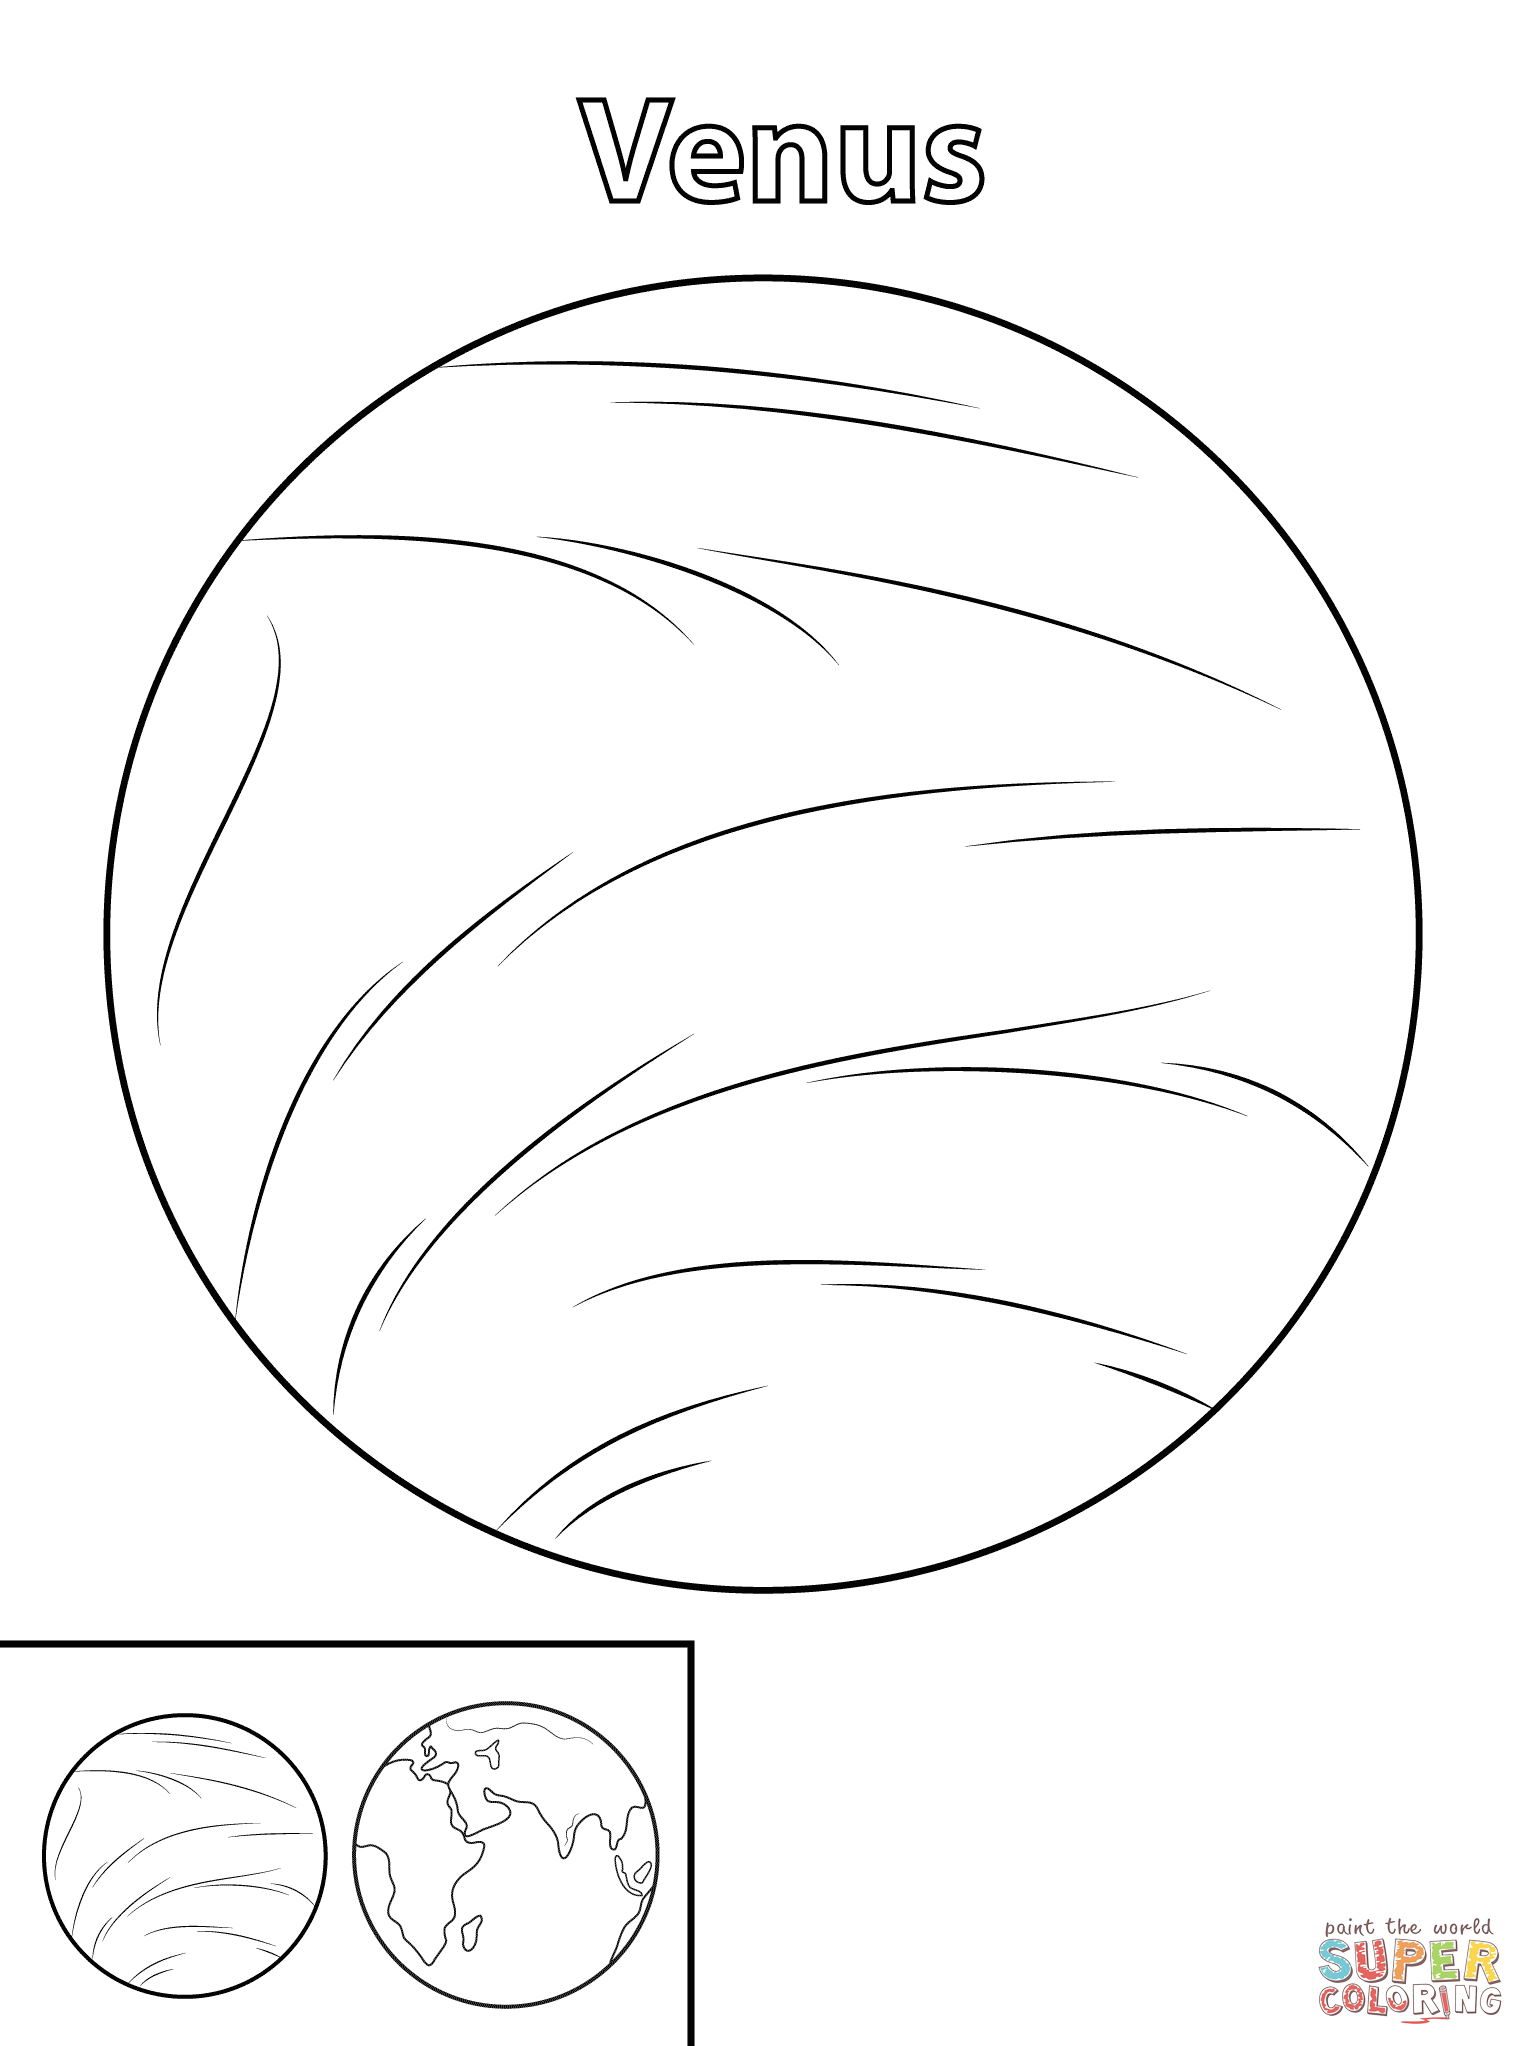 Venus
paint the world
SUPER
COLORING